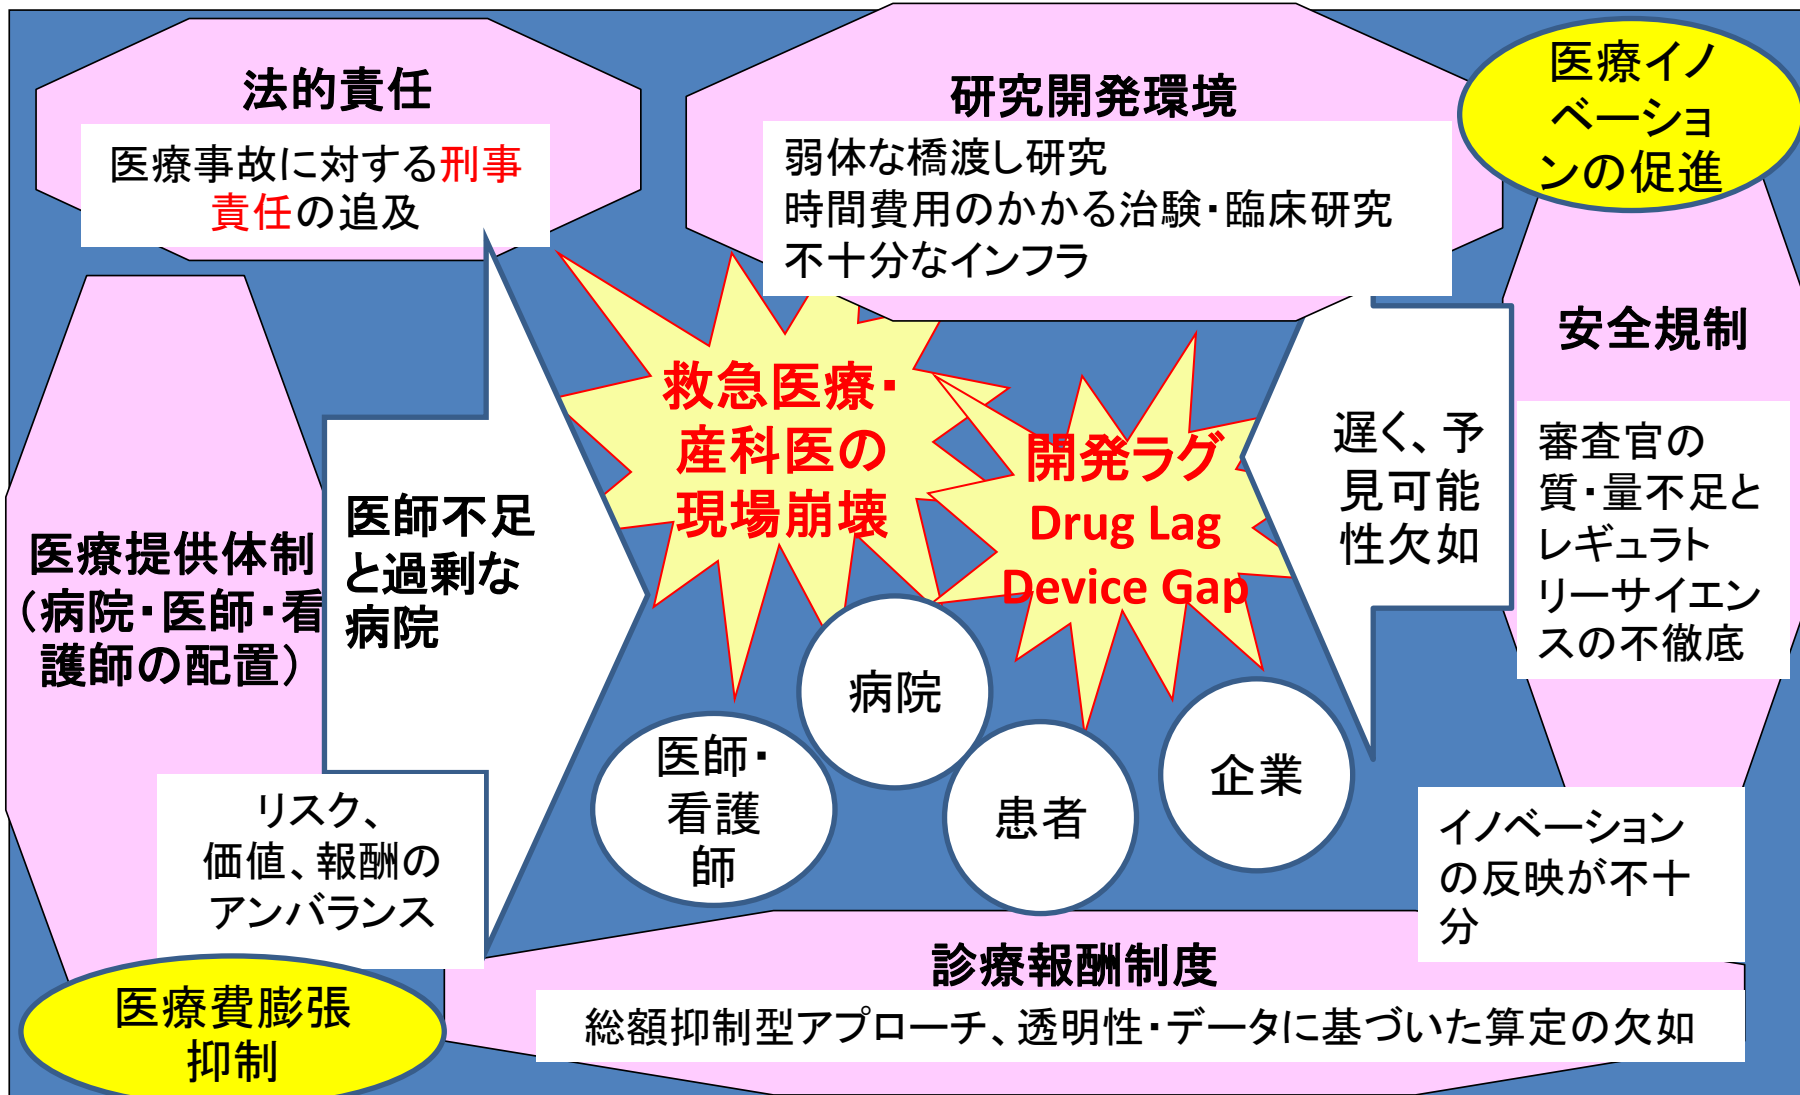 法的責任
医療事故に対する刑事
責任の追及
研究開発環境
弱体な橋渡し研究
時間費用のかかる治験・臨床研究
不十分なインフラ
医療イノ
ベーショ
ンの促進
安全規制
審査官の
質・量不足と
レギュラト
リーサイエン
スの不徹底
遅く、予
見可能
性欠如
救急医療・
産科医の
現場崩壊
開発ラグ
Drug Lag
Device Gap
医療提供体制
（病院・医師・看
護師の配置）
医師不足
と過剰な
病院
リスク、
価値、報酬の
アンバランス
医師・
看護
師
病院
患者
企業
イノベーション
の反映が不十
分
診療報酬制度
総額抑制型アプローチ、透明性・データに基づいた算定の欠如
医療費膨張
抑制